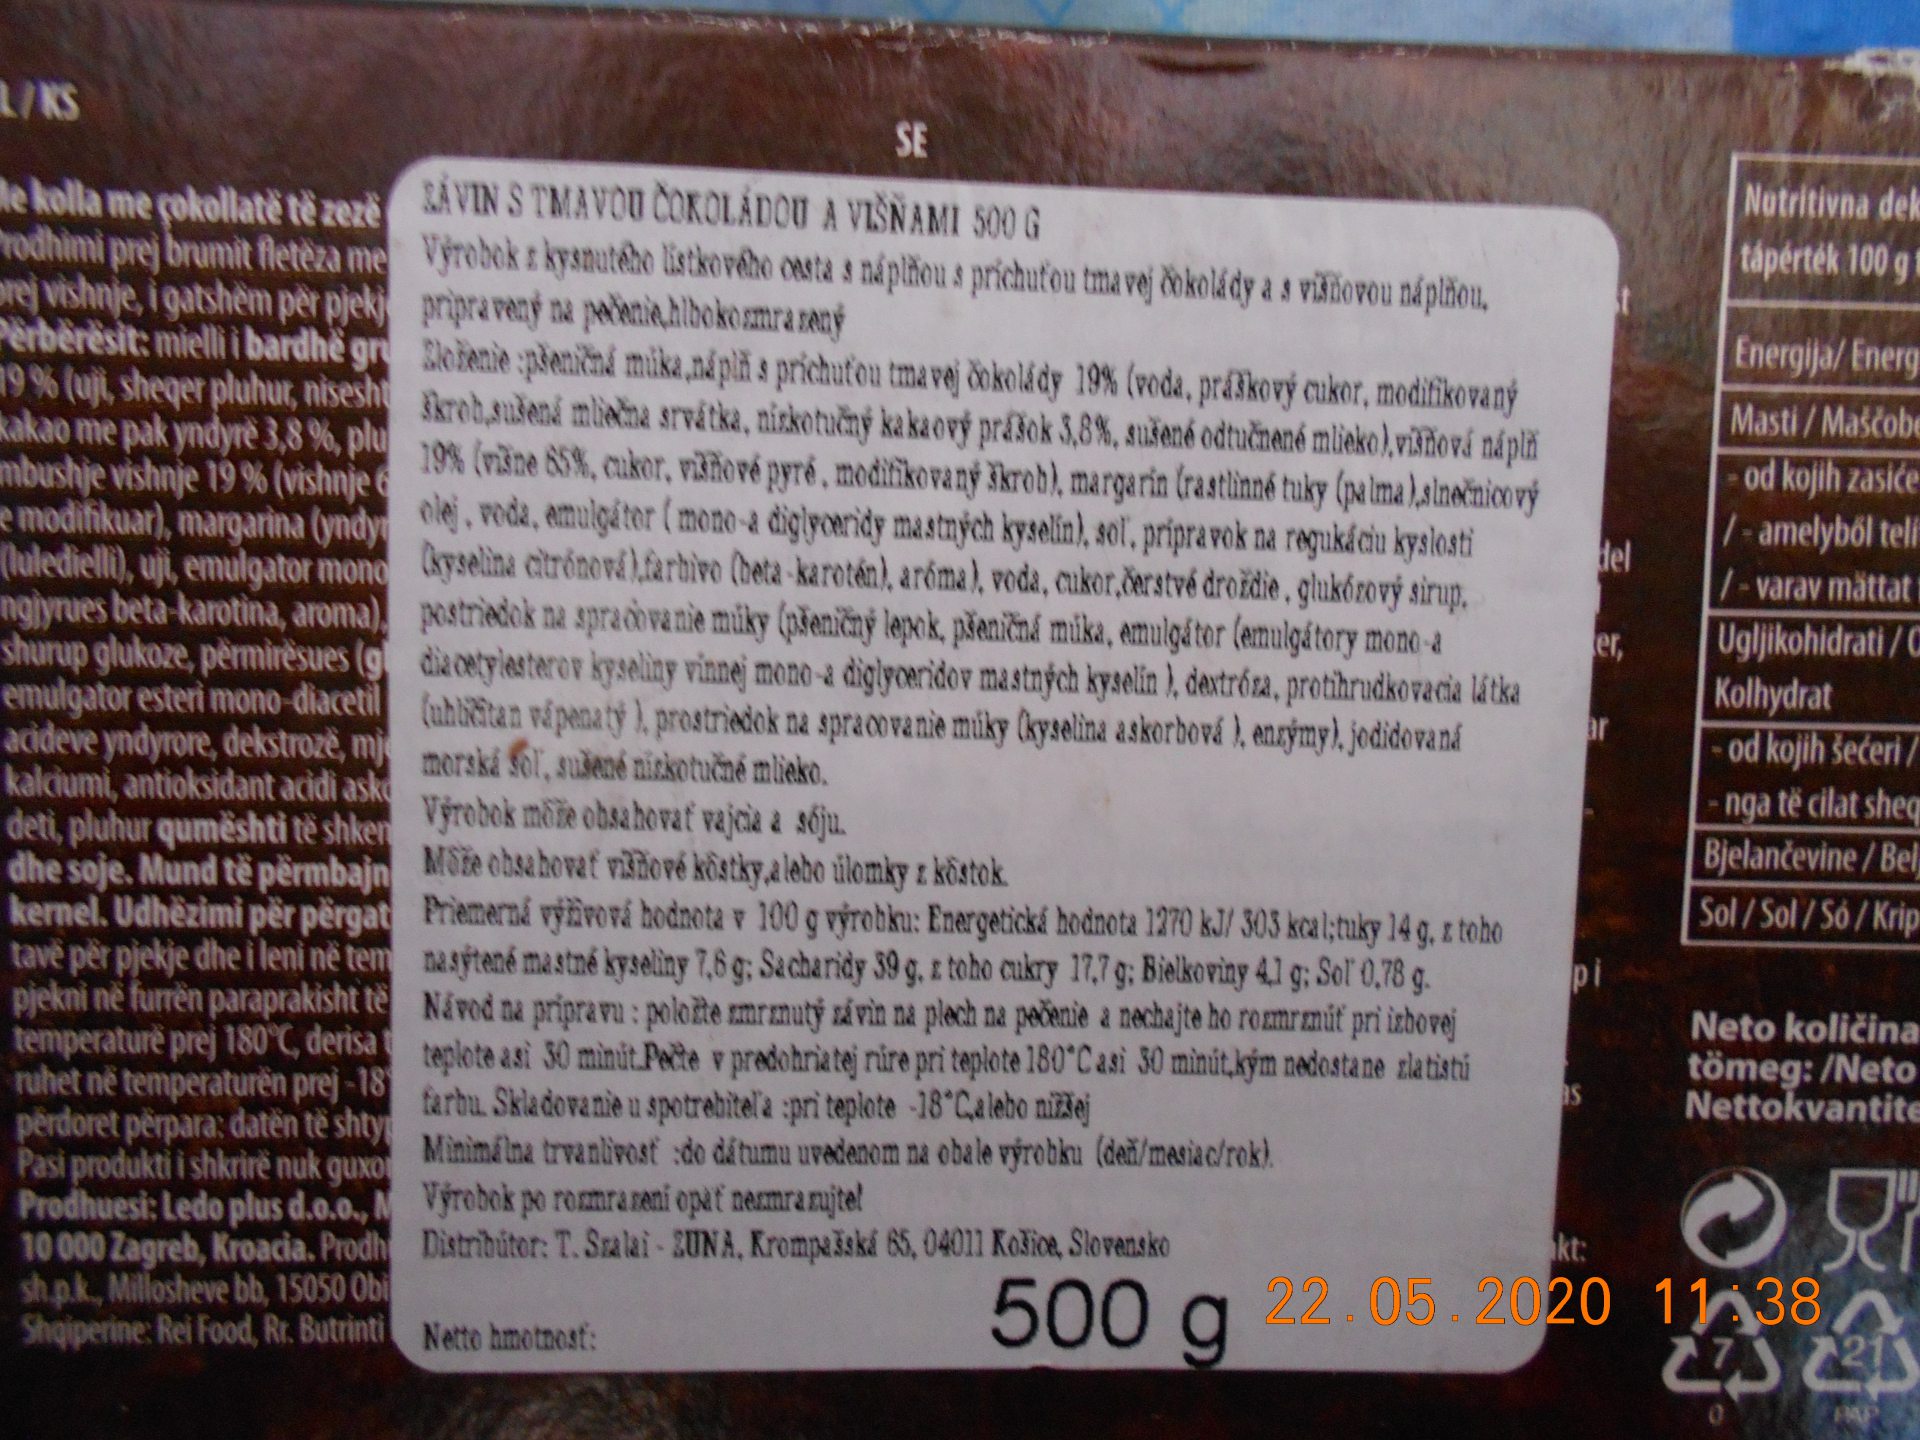 L/KS
SE
ZÁVIN S TMAVOU ČOKOLÁDOU A VIŠŇAMI 500 G
Výrobok z kysnutého lístkového cesta s náplňou s príchuťou tmavej čokolády a s višňovou náplňou,
pripravený na pečenie,hlbokozmrazený
Zloženie :pšeničná múka,náplň s príchuťou tmavej čokolády 19% (voda, práškový cukor, modifikovaný
škrob,sušená mliečna srvátka, nízkotučný kakaový prášok 3,8%, sušené odtučnené mlieko),višňová náplň
19% (višne 65%, cukor, višňové pyré, modifikovaný škrob), margarín (rastlinné tuky (palma),slnečnicový
olej, voda, emulgátor ( mono-a diglyceridy mastných kyselín), soľ, prípravok na regukáciu kyslosti
(kyselina citrónová),farbivo (beta-karotén), aróma), voda, cukor,čerstvé droždie, glukózový sirup,
postriedok na spracovanie múky (pšeničný lepok, pšeničná múka, emulgátor (emulgátory mono-a
diacetylesterov kyseliny vínnej mono-a diglyceridov mastných kyselín ), dextróza, protihrudkovacia látka
(uhličitan vápenatý ), prostriedok na spracovanie múky (kyselina askorbová ), enzýmy), jodidovaná
morská soľ, sušené nízkotučné mlieko.
Výrobok môže obsahovať vajcia a sóju.
Môže obsahovať višňové kôstky,alebo úlomky z kôstok.
Priemerná výživová hodnota v 100 g výrobku: Energetická hodnota 1270 kJ/ 303 kcal;tuky 14 g, z toho
nasýtené mastné kyseliny 7,6 g; Sacharidy 39 g, z toho cukry 17,7 g; Bielkoviny 4,1 g; Soľ 0,78 g.
Návod na prípravu : položte zmrznutý závin na plech na pečenie a nechajte ho rozmrznúť pri izbovej
teplote asi 30 minút.Pečte v predohriatej rúre pri teplote 180°C asi 30 minút,kým nedostane zlatistú
farbu. Skladovanie u spotrebiteľa :pri teplote -18°C,alebo nižšej
Minimálna trvanlivosť :do dátumu uvedenom na obale výrobku (deň/mesiac/rok).
Výrobok po rozmrazení opäť nezmrazujte!
Distribútor: T. Szalai - ZUNA, Krompašská 65, 04011 Košice, Slovensko
Netto hmotnosť: 500 g
kolla me çokollatë të zezë
Prodhimi prej brumit fletëza me
prej vishnje, i gatshëm për pjekj
Përbërësit: mielli i bardhë gru
19 % (uji, sheqer pluhur, nisesht
kakao me pak yndyrë 3,8 %, plu
mbushje vishnje 19 % (vishnje 6
e modifikuar), margarina (yndyr
(luledielli), uji, emulgator mono
ngjyrues beta-karotina, aroma),
shurup glukoze, përmirësues (g
emulgator esteri mono-diacetil
acideve yndyrore, dekstrozë, mj
kalciumi, antioksidant acidi asko
deti, pluhur qumështi të shkre
dhe soje. Mund të përmbajn
kernel. Udhëzimi për përgat
tavë për pjekje dhe i leni në tem
pjekni në furrën paraprakisht të
temperaturë prej 180°C, derisa t
ruhet në temperaturën prej -18°
përdoret përpara: datën të shtyp
Pasi produkti i shkrirë nuk guxo
Prodhuesi: Ledo plus d.o.o., M
10 000 Zagreb, Kroacia. Prodh
sh.p.k., Millosheve bb, 15050 Obi
Shqiperine: Rei Food, Rr. Butrinti
Nutritivna dek
tápérték 100 g t
Energija/ Energ
Masti / Maščobe
- od kojih zasiće
/ - amelyből telí
/ - varav mättat
Ugljikohidrati /
Kolhydrat
- od kojih šećeri /
- nga të cilat sheq
Bjelančevine / Bel
Sol / Sol / Só / Krip
Neto količina
tömeg: /Neto
Nettokvantite
7
0
21
PAP
22.05.2020 11:38